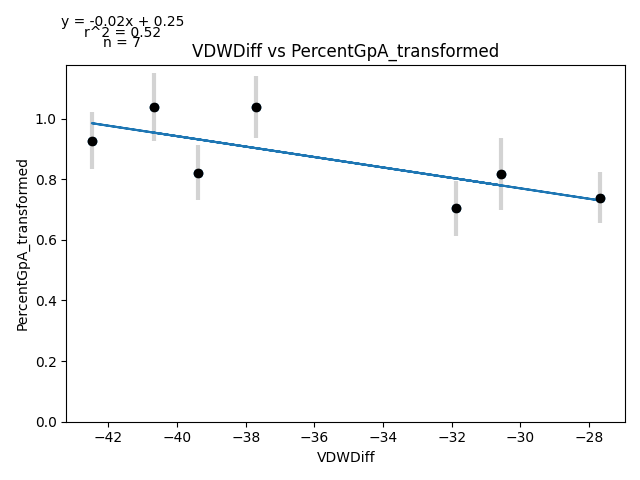 y = -0.02x + 0.25
r^2 = 0.52
n = 7
VDWDiff vs PercentGpA_transformed
PercentGpA_transformed
1.0
0.8
0.6
0.4
0.2
0.0
−42
−40
−38
−36
−34
−32
−30
−28
VDWDiff